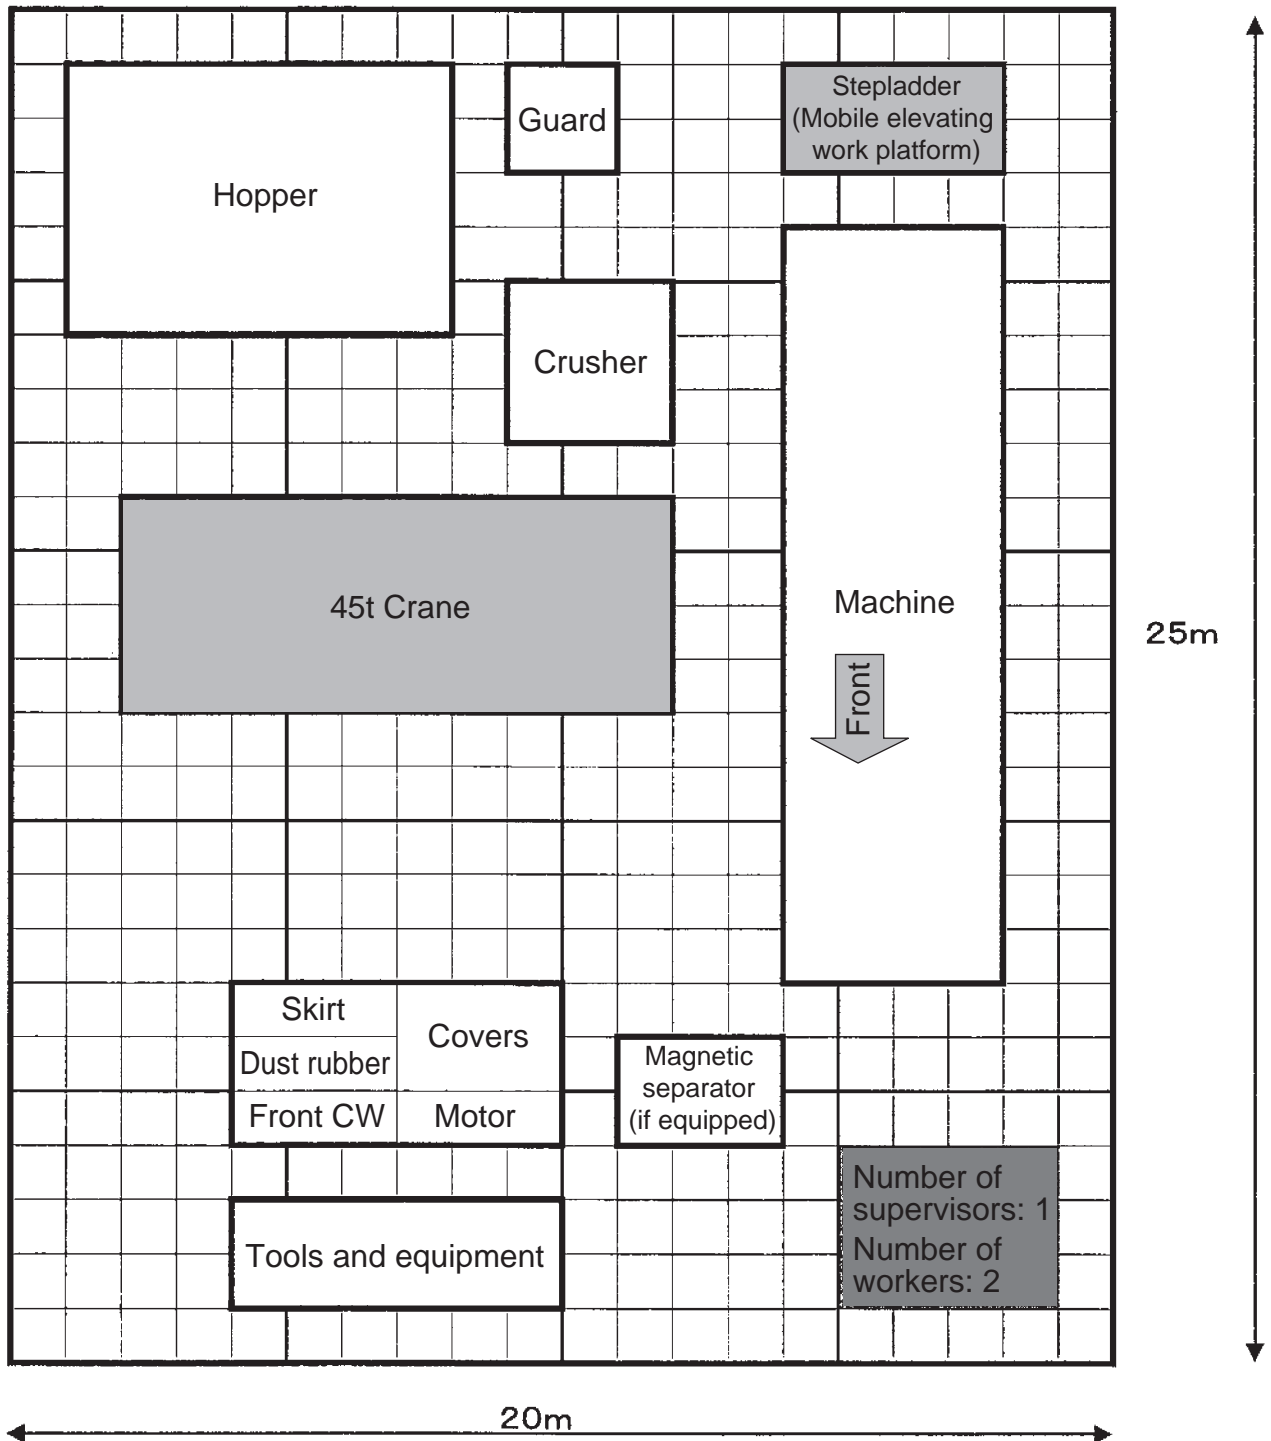 Guard
Stepladder
(Mobile elevating
work platform)
Hopper
Crusher
45t Crane
Machine
25m
Front
Skirt
Covers
Dust rubber
Front CW
Motor
Magnetic
separator
(if equipped)
Number of
supervisors: 1
Number of
workers: 2
Tools and equipment
20m